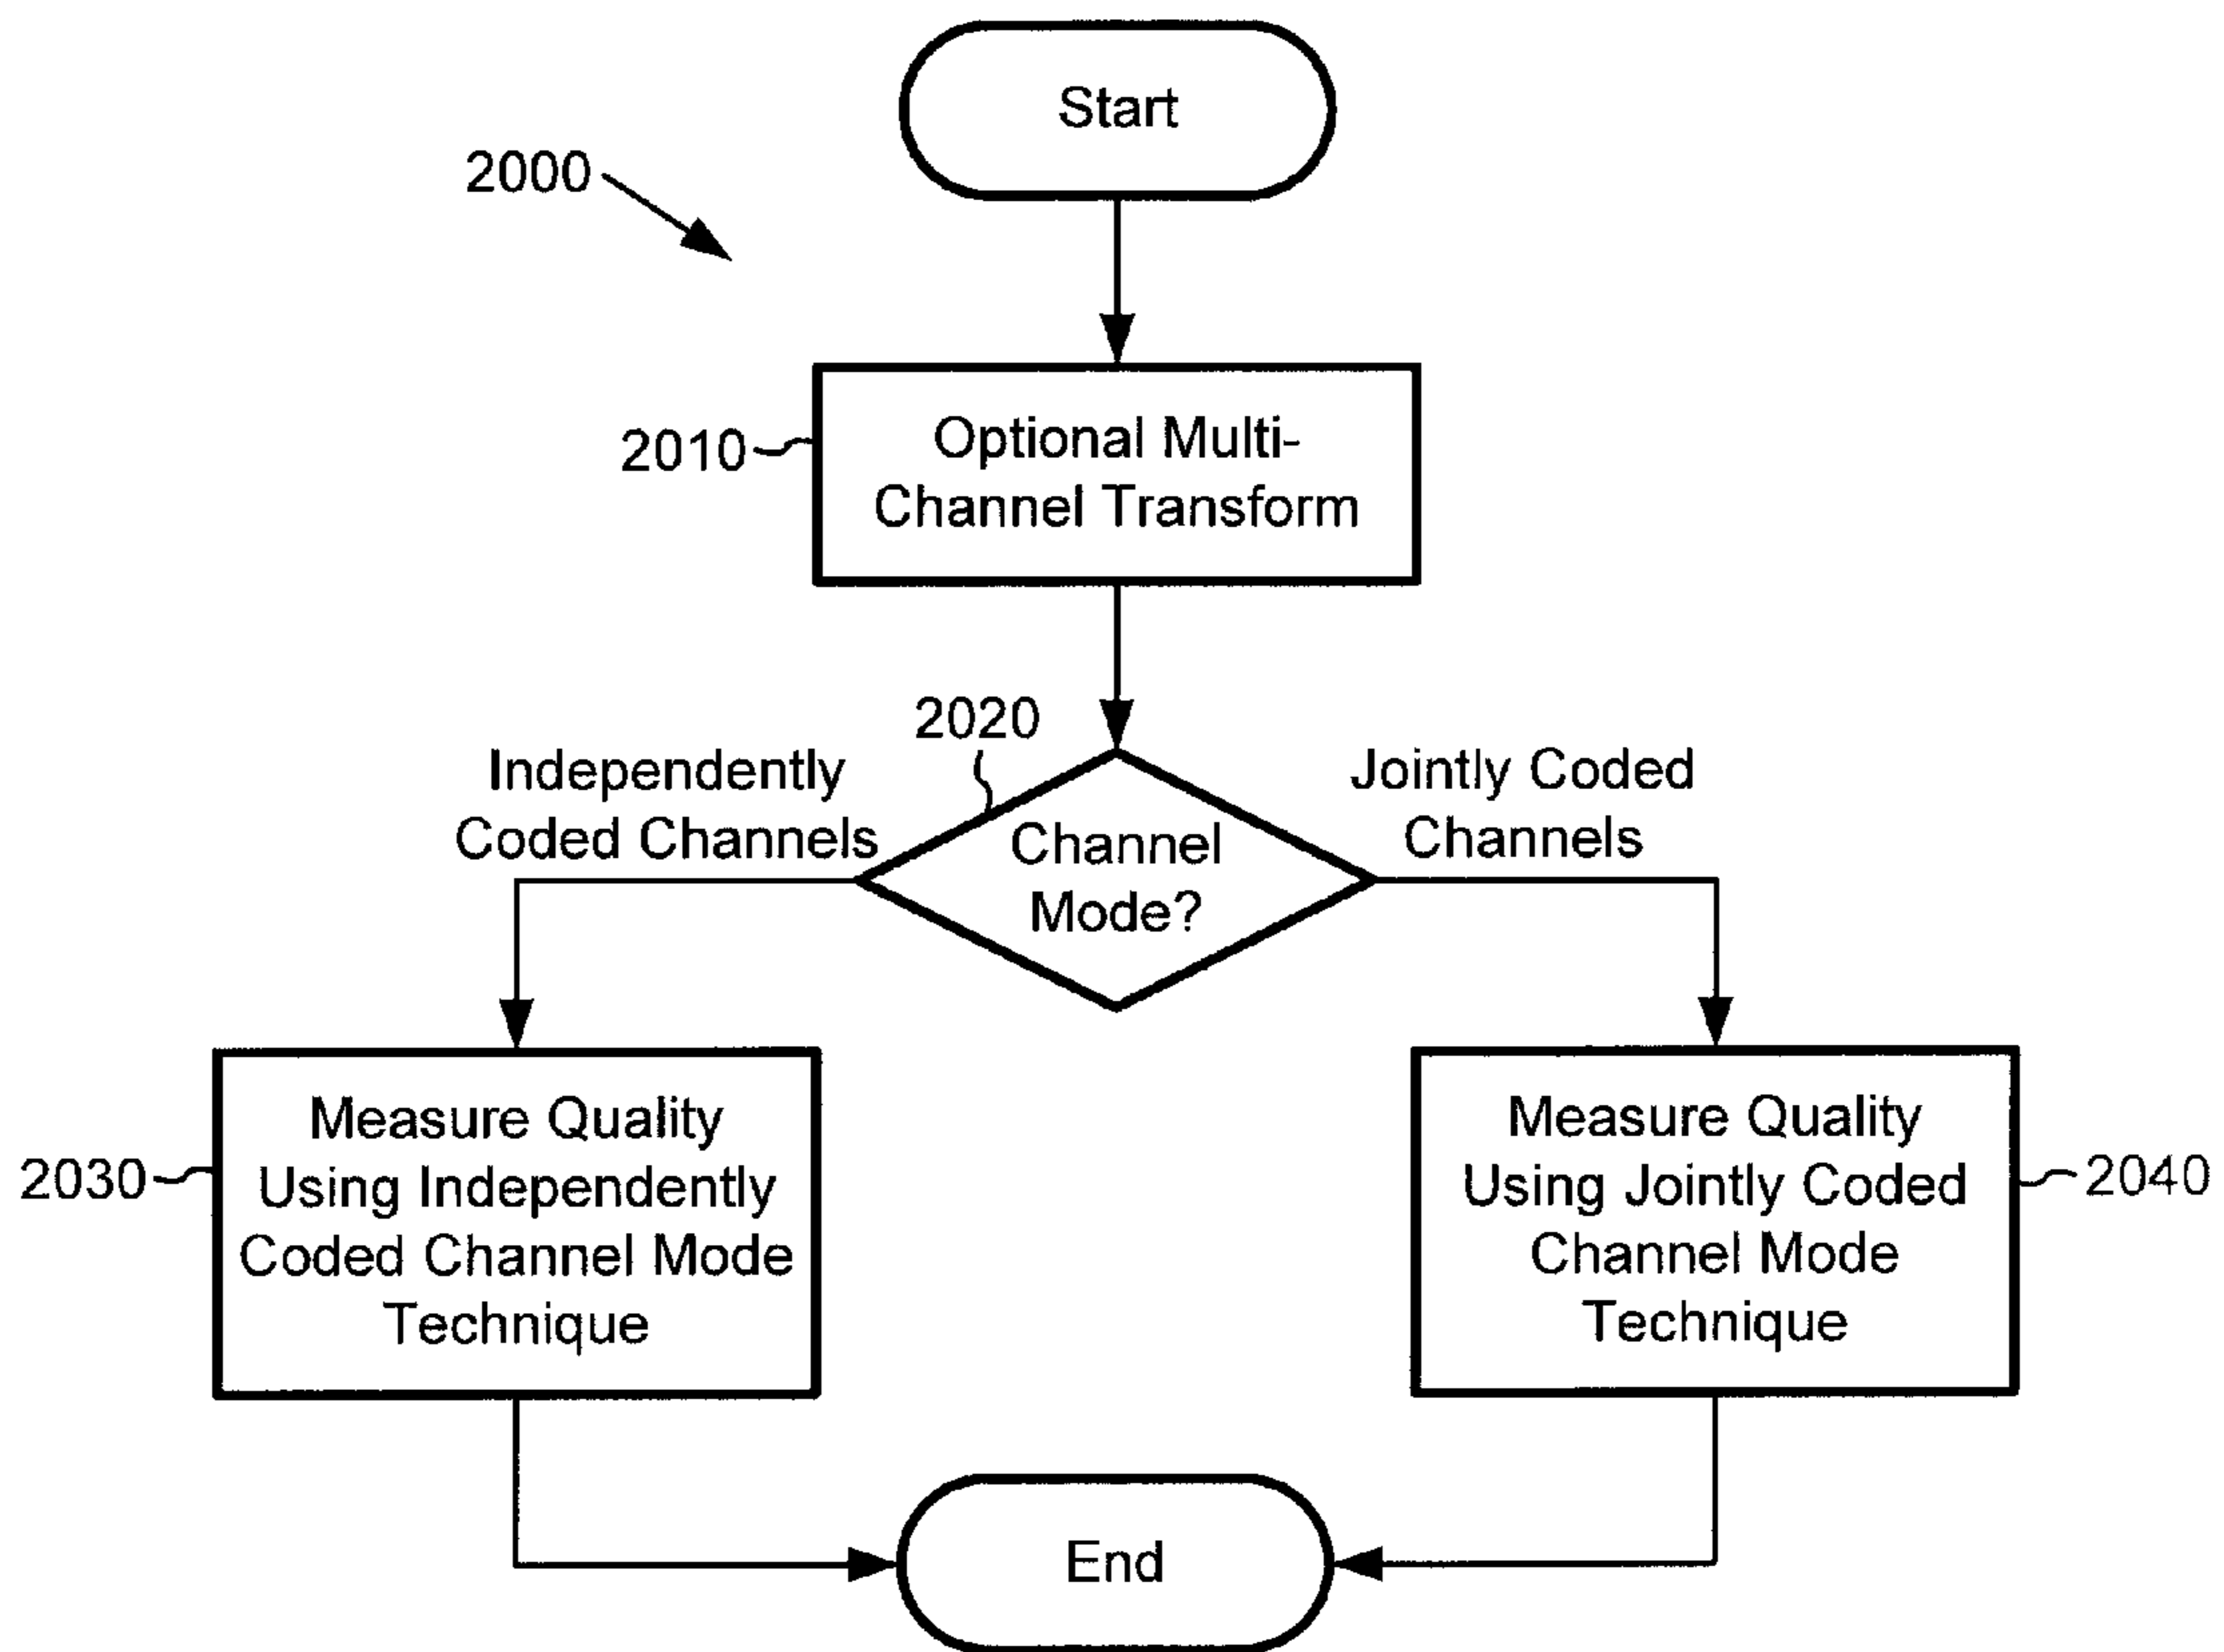 Start
2000
2010
Optional Multi-
Channel Transform
2020
Independently
Coded Channels
Channel
Mode?
Jointly Coded
Channels
2030
Measure Quality
Using Independently
Coded Channel Mode
Technique
Measure Quality
Using Jointly Coded
Channel Mode
Technique
2040
End